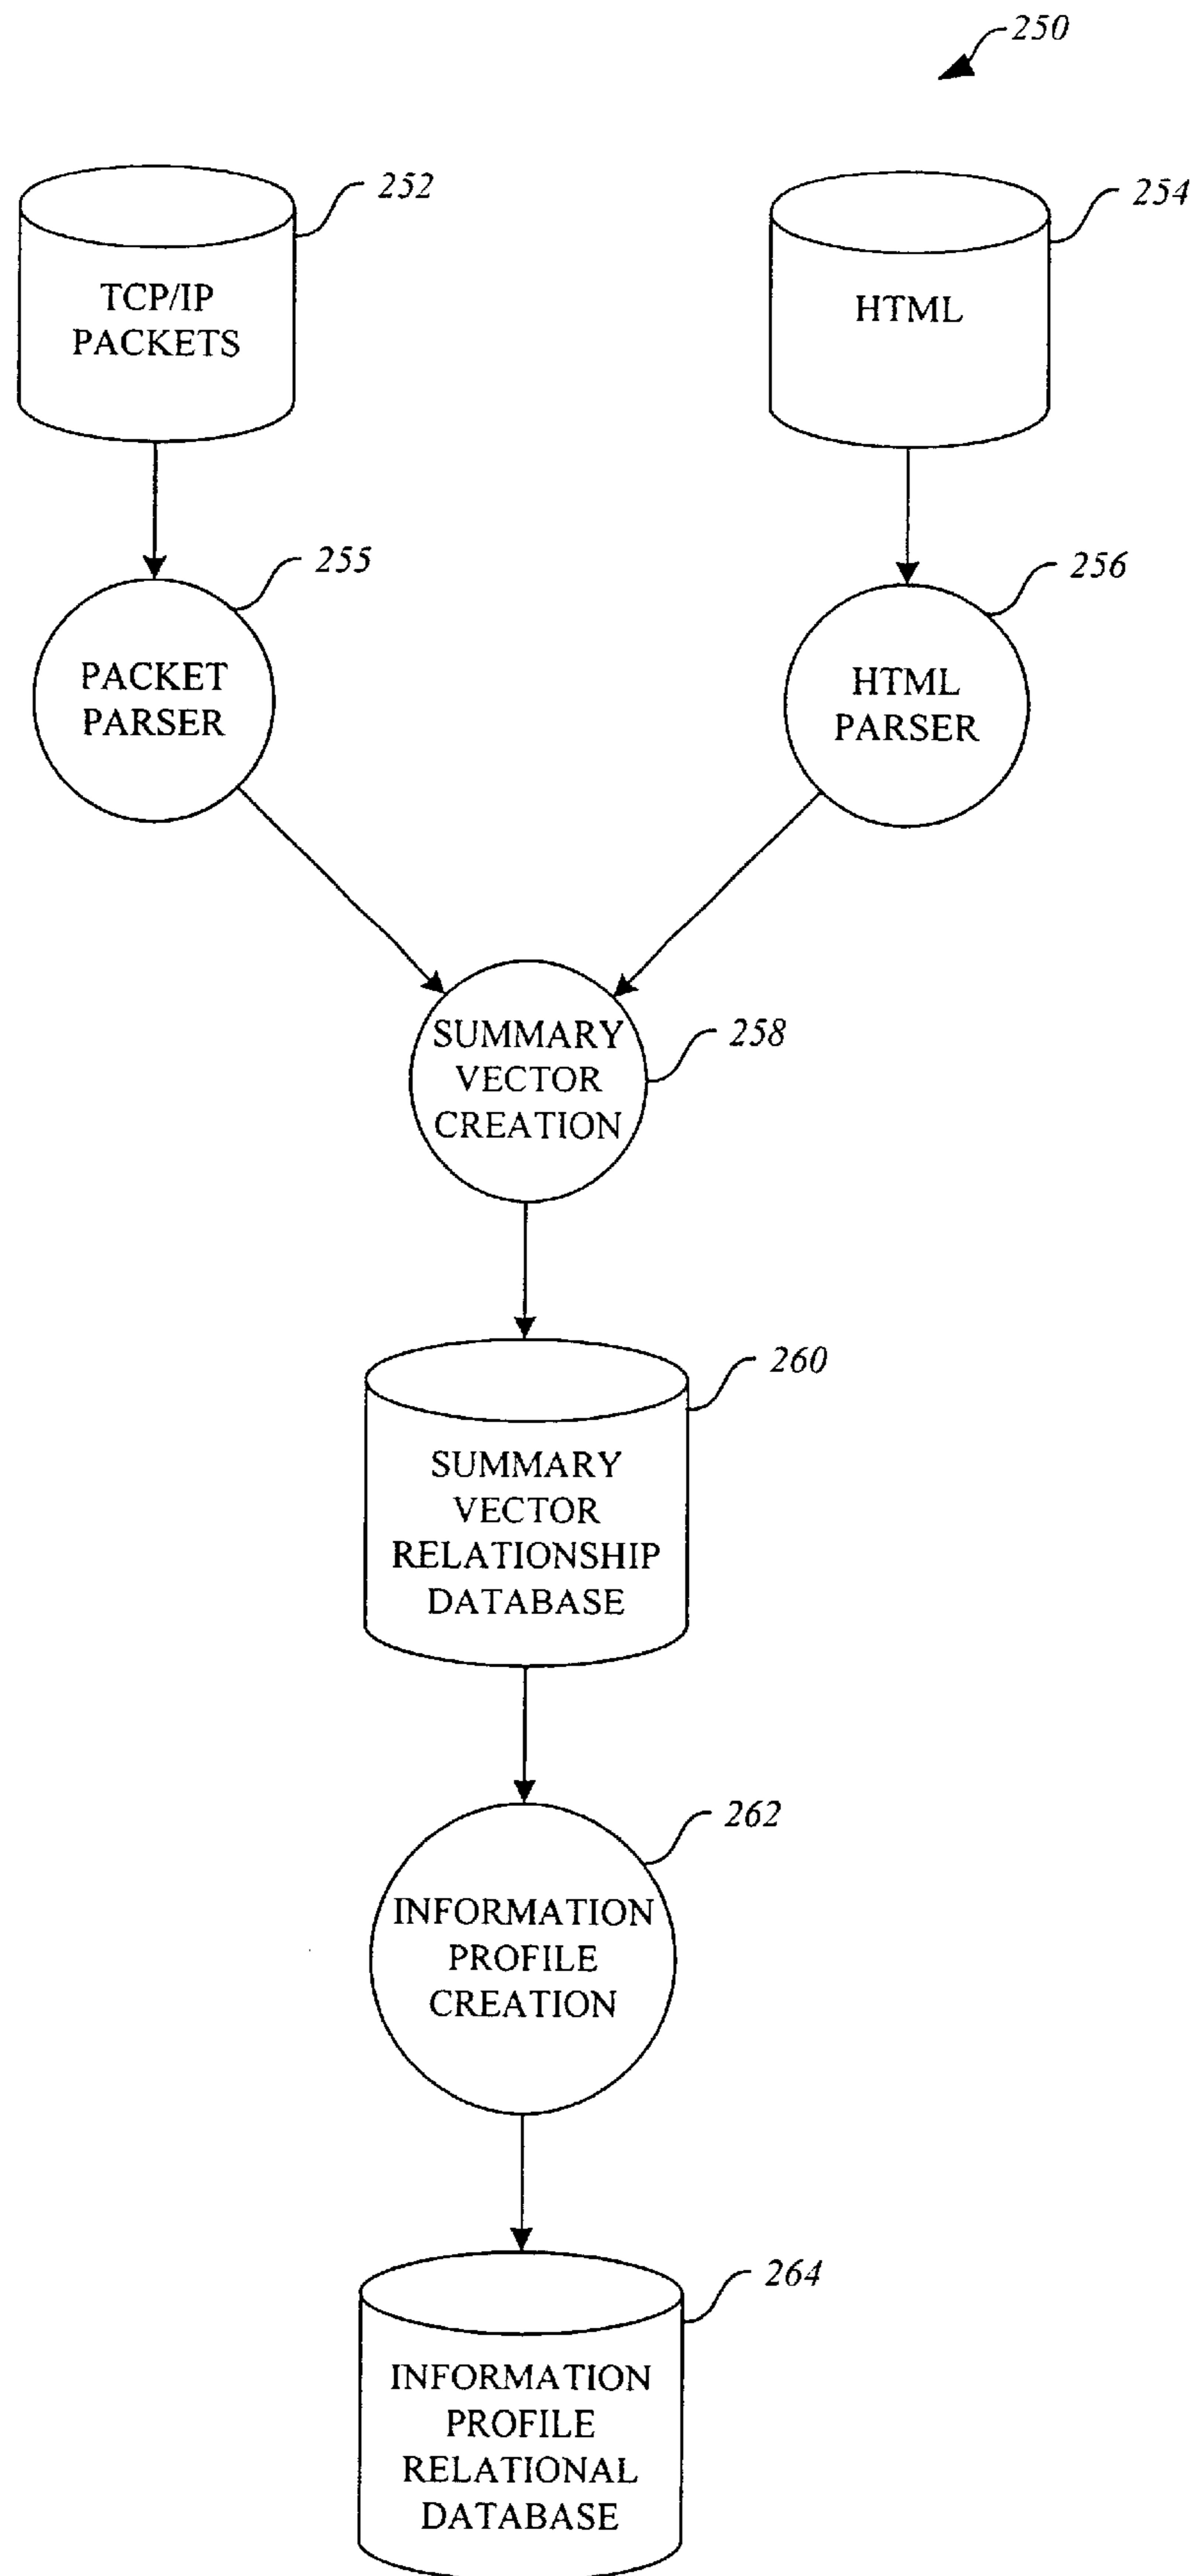 250
252
254
TCP/IP
PACKETS
HTML
255
256
PACKET
PARSER
HTML
PARSER
SUMMARY
VECTOR
CREATION
258
260
SUMMARY
VECTOR
RELATIONSHIP
DATABASE
262
INFORMATION
PROFILE
CREATION
264
INFORMATION
PROFILE
RELATIONAL
DATABASE